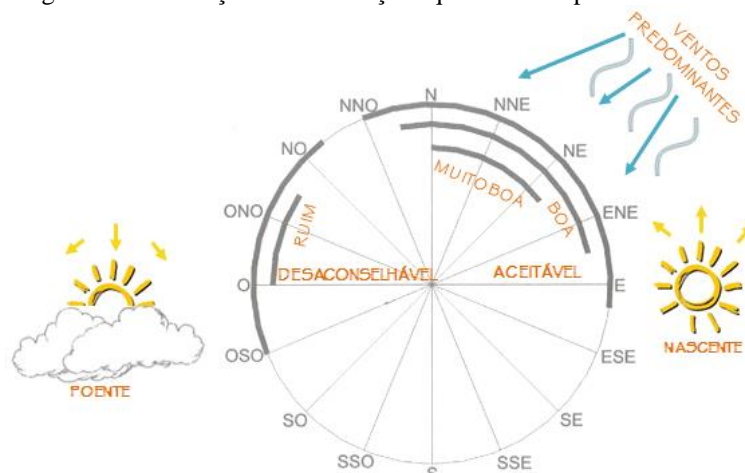 VENTOS
PREDOMINANTES
N
NNO
NNE
NO
NE
ONO
ENE
RUIM
MUITO BOA
BOA
DESACONSELHÁVEL
ACEITÁVEL
O
E
OSO
ESE
POENTE
NASCENTE
SO
SE
SSO
SSE